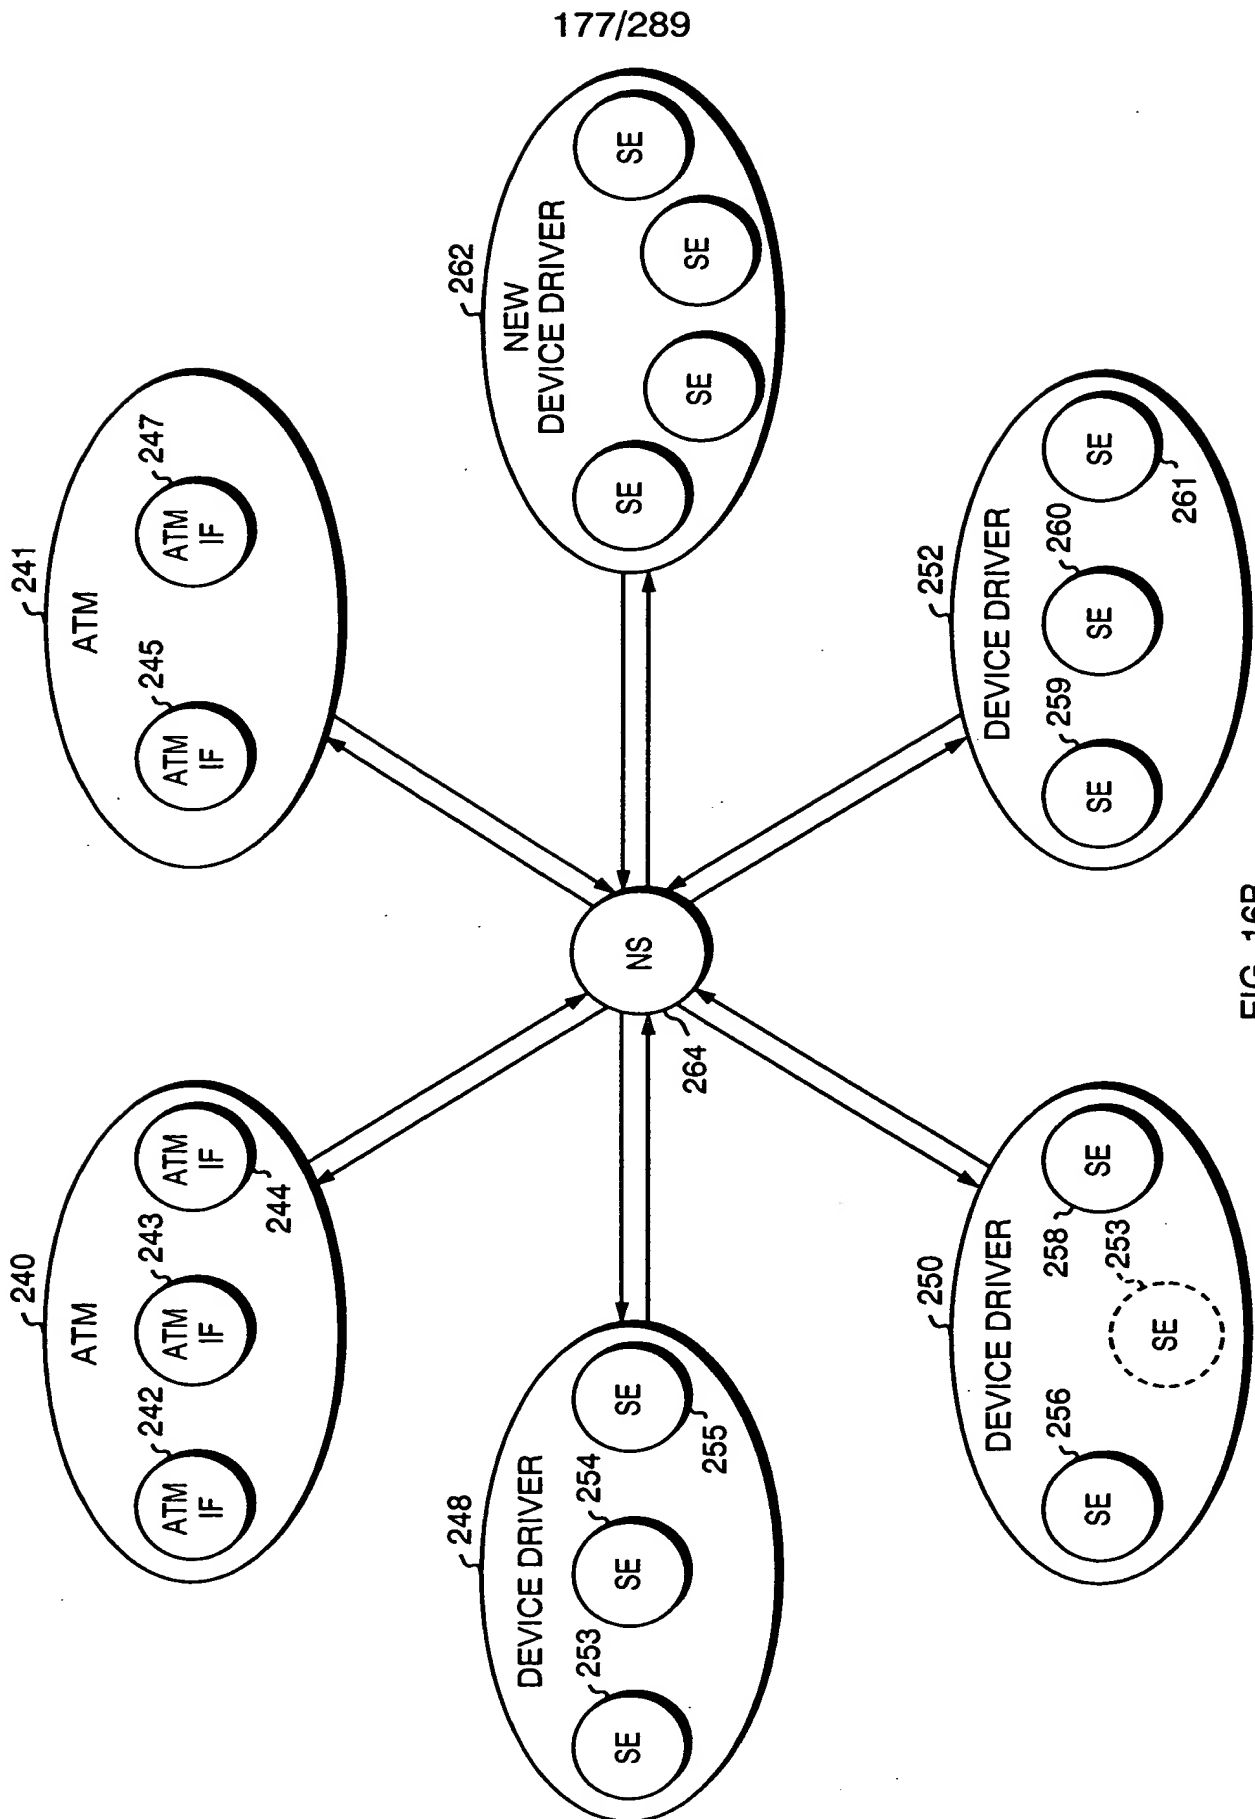 177/289
240
ATM
242
243
ATM
IF
ATM
IF
ATM
IF
244
241
ATM
245
247
ATM
IF
ATM
IF
248
DEVICE DRIVER
253
254
SE
SE
SE
255
NS
264
262
NEW
DEVICE DRIVER
SE
SE
SE
SE
250
DEVICE DRIVER
256
258
SE
SE
253
SE
252
DEVICE DRIVER
259
260
SE
SE
SE
261
FIG.